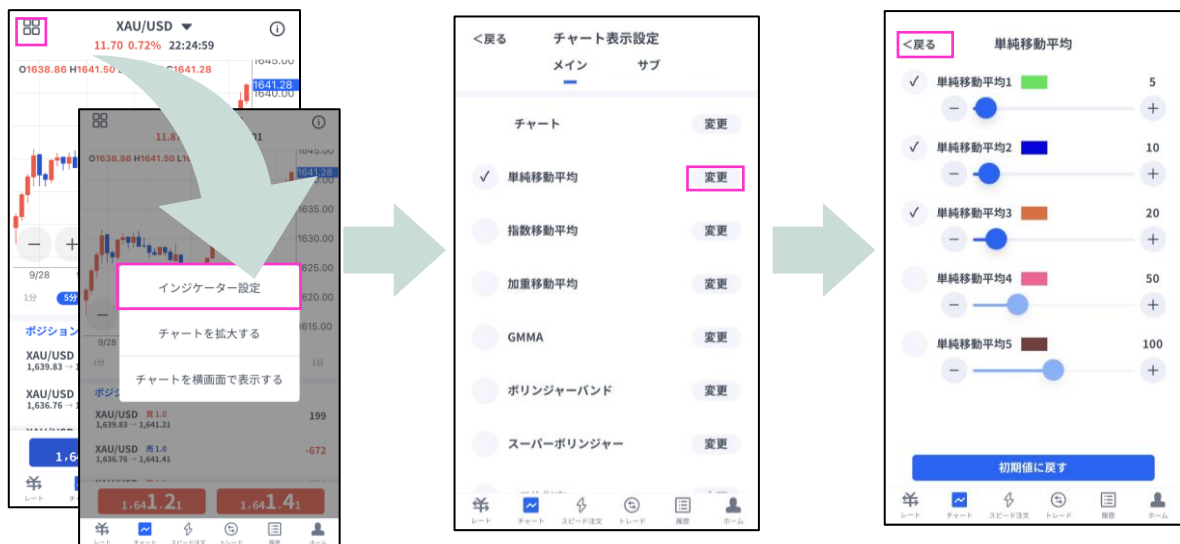 XAU/USD ▼
11.70 0.72% 22:24:59
O1638.86 H1641.50
C1641.28
1645.00
1641.28
1640.00
9/28
1分
5分
ポジション
XAU/USD
1,639.83 →
XAU/USD
1,636.76 →
レート
O1638.86 H1641.50
1645.00
1641.28
1635.00
1630.00
1625.00
1620.00
1615.00
インジケーター設定
チャートを拡大する
チャートを横画面で表示する
9/28
1分
1日
XAU/USD 買1.0
1,639.83 → 1,641.21
199
XAU/USD 売1.0
1,636.76 → 1,641.41
-672
1,641.21
1,641.41
レート
チャート
スピード注文
トレード
履歴
ホーム
<戻る
チャート表示設定
メイン
サブ
チャート
変更
単純移動平均
変更
指数移動平均
変更
加重移動平均
変更
GMMA
変更
ボリンジャーバンド
変更
スーパーボリンジャー
変更
レート
チャート
スピード注文
トレード
履歴
ホーム
<戻る
単純移動平均
単純移動平均1
5
単純移動平均2
10
単純移動平均3
20
単純移動平均4
50
単純移動平均5
100
初期値に戻す
レート
チャート
スピード注文
トレード
履歴
ホーム